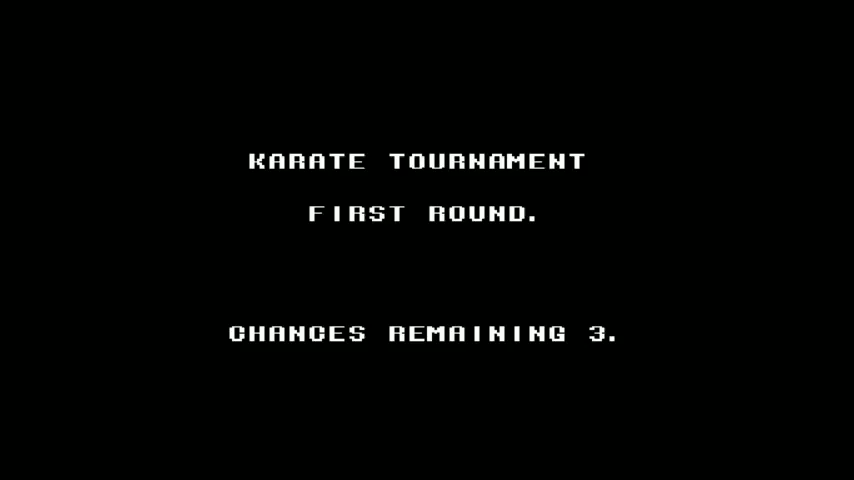 KARATE TOURNAMENT
FIRST ROUND.
CHANCES REMAINING 3.